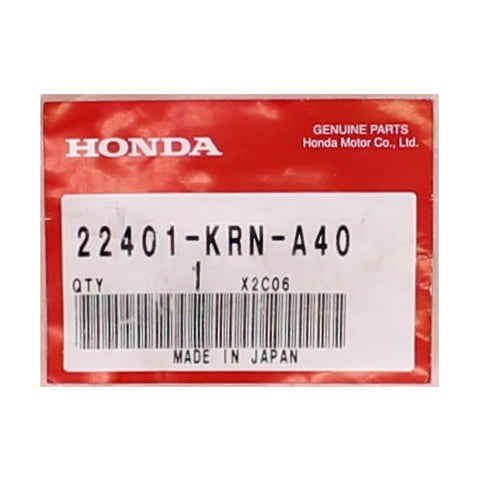 HONDA
GENUINE PARTS
Honda Motor Co., Ltd.
22401-KRN-A40
QTY 1 X2C06
MADE IN JAPAN